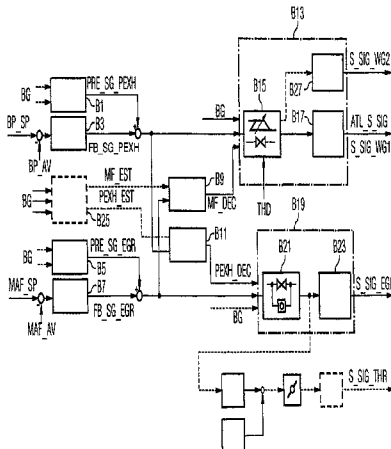 B13
S_SIG_WG2
BG
PRE_SG_PEXH
B1
B15
B27
BG
B17
ATL_S_SIG
BP_SP
B3
S_SIG_WG1
BP_AV
FB_SG_PEXH
MF_EST
B9
BG
PEXH_EST
MF_DEC
THD
B25
B19
B11
PRE_SG_EGR
B21
B23
BG
B5
PEXH_DEC
MAF_SP
S_SIG_EGR
B7
BG
MAF_AV
FB_SG_EGR
S_SIG_THR